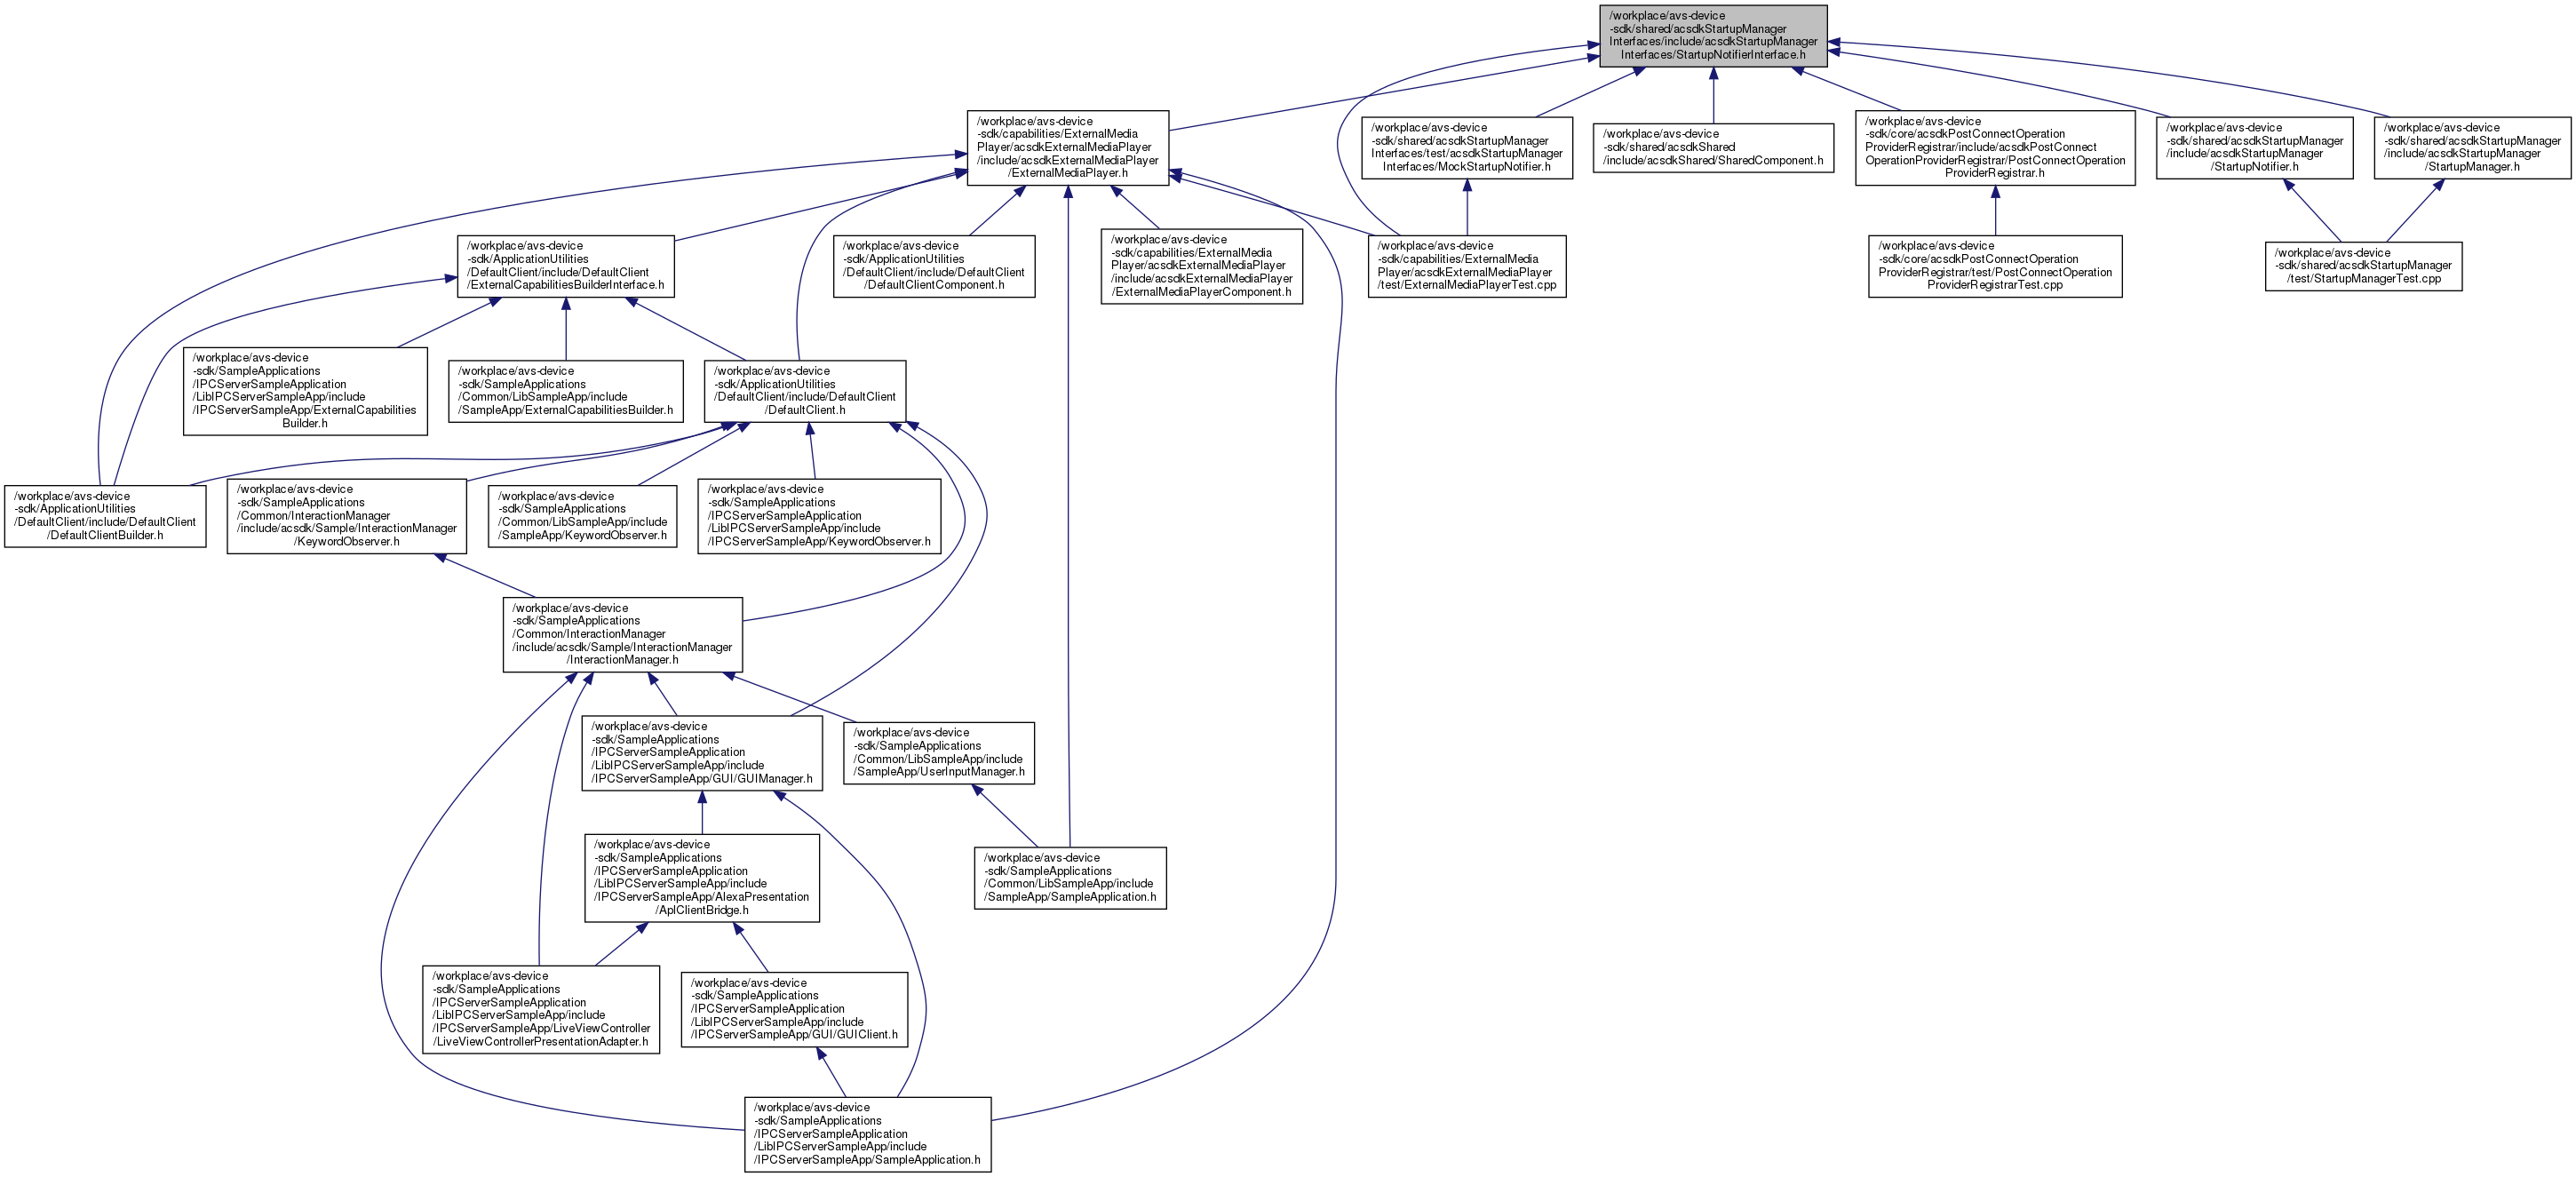 /workplace/avs-device
-sdk/shared/acsdkStartupManager
Interfaces/include/acsdkStartupManager
Interfaces/StartupNotifierInterface.h
/workplace/avs-device
-sdk/capabilities/ExternalMedia
Player/acsdkExternalMediaPlayer
/include/acsdkExternalMediaPlayer
/ExternalMediaPlayer.h
/workplace/avs-device
-sdk/shared/acsdkStartupManager
Interfaces/test/acsdkStartupManager
Interfaces/MockStartupNotifier.h
/workplace/avs-device
-sdk/shared/acsdkShared
/include/acsdkShared/SharedComponent.h
/workplace/avs-device
-sdk/core/acsdkPostConnectOperation
ProviderRegistrar/include/acsdkPostConnect
OperationProviderRegistrar/PostConnectOperation
ProviderRegistrar.h
/workplace/avs-device
-sdk/shared/acsdkStartupManager
/include/acsdkStartupManager
/StartupNotifier.h
/workplace/avs-device
-sdk/shared/acsdkStartupManager
/include/acsdkStartupManager
/StartupManager.h
/workplace/avs-device
-sdk/ApplicationUtilities
/DefaultClient/include/DefaultClient
/ExternalCapabilitiesBuilderInterface.h
/workplace/avs-device
-sdk/ApplicationUtilities
/DefaultClient/include/DefaultClient
/DefaultClientComponent.h
/workplace/avs-device
-sdk/capabilities/ExternalMedia
Player/acsdkExternalMediaPlayer
/include/acsdkExternalMediaPlayer
/ExternalMediaPlayerComponent.h
/workplace/avs-device
-sdk/capabilities/ExternalMedia
Player/acsdkExternalMediaPlayer
/test/ExternalMediaPlayerTest.cpp
/workplace/avs-device
-sdk/core/acsdkPostConnectOperation
ProviderRegistrar/test/PostConnectOperation
ProviderRegistrarTest.cpp
/workplace/avs-device
-sdk/shared/acsdkStartupManager
/test/StartupManagerTest.cpp
/workplace/avs-device
-sdk/SampleApplications
/IPCServerSampleApplication
/LibIPCServerSampleApp/include
/IPCServerSampleApp/ExternalCapabilities
Builder.h
/workplace/avs-device
-sdk/SampleApplications
/Common/LibSampleApp/include
/SampleApp/ExternalCapabilitiesBuilder.h
/workplace/avs-device
-sdk/ApplicationUtilities
/DefaultClient/include/DefaultClient
/DefaultClient.h
/workplace/avs-device
-sdk/ApplicationUtilities
/DefaultClient/include/DefaultClient
/DefaultClientBuilder.h
/workplace/avs-device
-sdk/SampleApplications
/Common/InteractionManager
/include/acsdk/Sample/InteractionManager
/KeywordObserver.h
/workplace/avs-device
-sdk/SampleApplications
/Common/LibSampleApp/include
/SampleApp/KeywordObserver.h
/workplace/avs-device
-sdk/SampleApplications
/IPCServerSampleApplication
/LibIPCServerSampleApp/include
/IPCServerSampleApp/KeywordObserver.h
/workplace/avs-device
-sdk/SampleApplications
/Common/InteractionManager
/include/acsdk/Sample/InteractionManager
/InteractionManager.h
/workplace/avs-device
-sdk/SampleApplications
/IPCServerSampleApplication
/LibIPCServerSampleApp/include
/IPCServerSampleApp/GUI/GUIManager.h
/workplace/avs-device
-sdk/SampleApplications
/Common/LibSampleApp/include
/SampleApp/UserInputManager.h
/workplace/avs-device
-sdk/SampleApplications
/IPCServerSampleApplication
/LibIPCServerSampleApp/include
/IPCServerSampleApp/AlexaPresentation
/AplClientBridge.h
/workplace/avs-device
-sdk/SampleApplications
/Common/LibSampleApp/include
/SampleApp/SampleApplication.h
/workplace/avs-device
-sdk/SampleApplications
/IPCServerSampleApplication
/LibIPCServerSampleApp/include
/IPCServerSampleApp/LiveViewController
/LiveViewControllerPresentationAdapter.h
/workplace/avs-device
-sdk/SampleApplications
/IPCServerSampleApplication
/LibIPCServerSampleApp/include
/IPCServerSampleApp/GUI/GUIClient.h
/workplace/avs-device
-sdk/SampleApplications
/IPCServerSampleApplication
/LibIPCServerSampleApp/include
/IPCServerSampleApp/SampleApplication.h